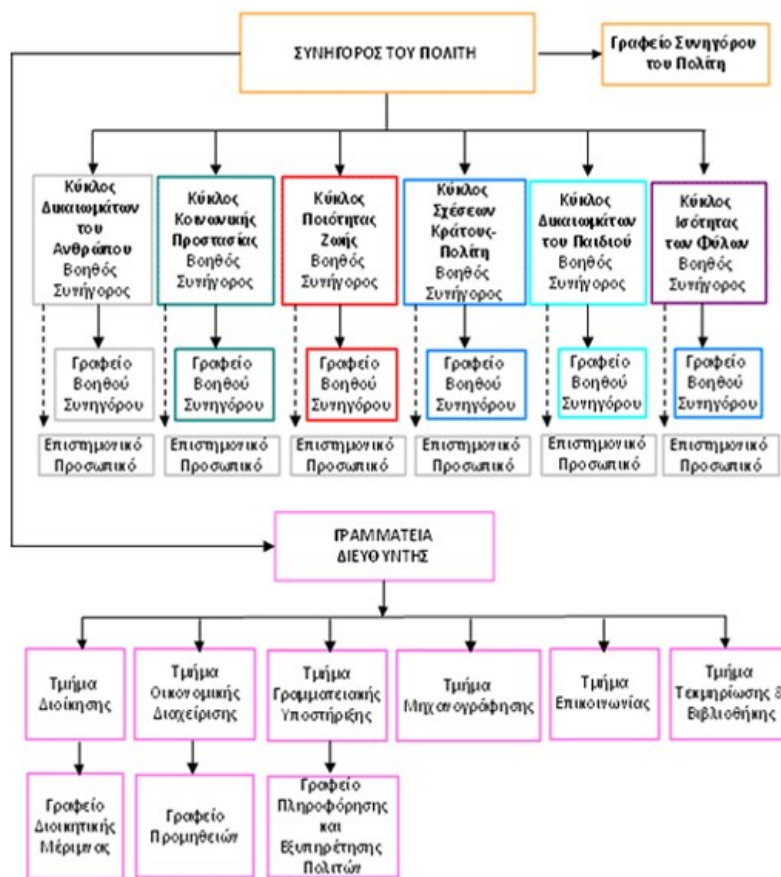 ΣΥΝΗΓΟΡΟΣ ΤΟΥ ΠΟΛΙΤΗ
Γραφείο Συνηγόρου
του Πολίτη
Κύκλος
Δικαιωμάτων
του
Ανθρώπου
Βοηθός
Συνήγορος
Κύκλος
Κοινωνικής
Προστασίας
Βοηθός
Συνήγορος
Κύκλος
Ποιότητας
Ζωής
Βοηθός
Συνήγορος
Κύκλος
Σχέσεων
Κράτους-
Πολίτη
Βοηθός
Συνήγορος
Κύκλος
Δικαιωμάτων
του Παιδιού
Βοηθός
Συνήγορος
Κύκλος
Ισότητας
των Φύλων
Βοηθός
Συνήγορος
Γραφείο
Βοηθού
Συνηγόρου
Γραφείο
Βοηθού
Συνηγόρου
Γραφείο
Βοηθού
Συνηγόρου
Γραφείο
Βοηθού
Συνηγόρου
Γραφείο
Βοηθού
Συνηγόρου
Γραφείο
Βοηθού
Συνηγόρου
Επιστημονικό
Προσωπικό
Επιστημονικό
Προσωπικό
Επιστημονικό
Προσωπικό
Επιστημονικό
Προσωπικό
Επιστημονικό
Προσωπικό
Επιστημονικό
Προσωπικό
ΓΡΑΜΜΑΤΕΙΑ
ΔΙΕΥΘΥΝΤΗΣ
Τμήμα
Διοίκησης
Τμήμα
Οικονομικής
Διαχείρισης
Τμήμα
Γραμματειακής
Υποστήριξης
Τμήμα
Μηχανογράφησης
Τμήμα
Επικοινωνίας
Τμήμα
Τεκμηρίωσης &
Βιβλιοθήκης
Γραφείο
Διοικητικής
Μέριμνας
Γραφείο
Προμηθειών
Γραφείο
Πληροφόρησης
και
Εξυπηρέτησης
Πολιτών